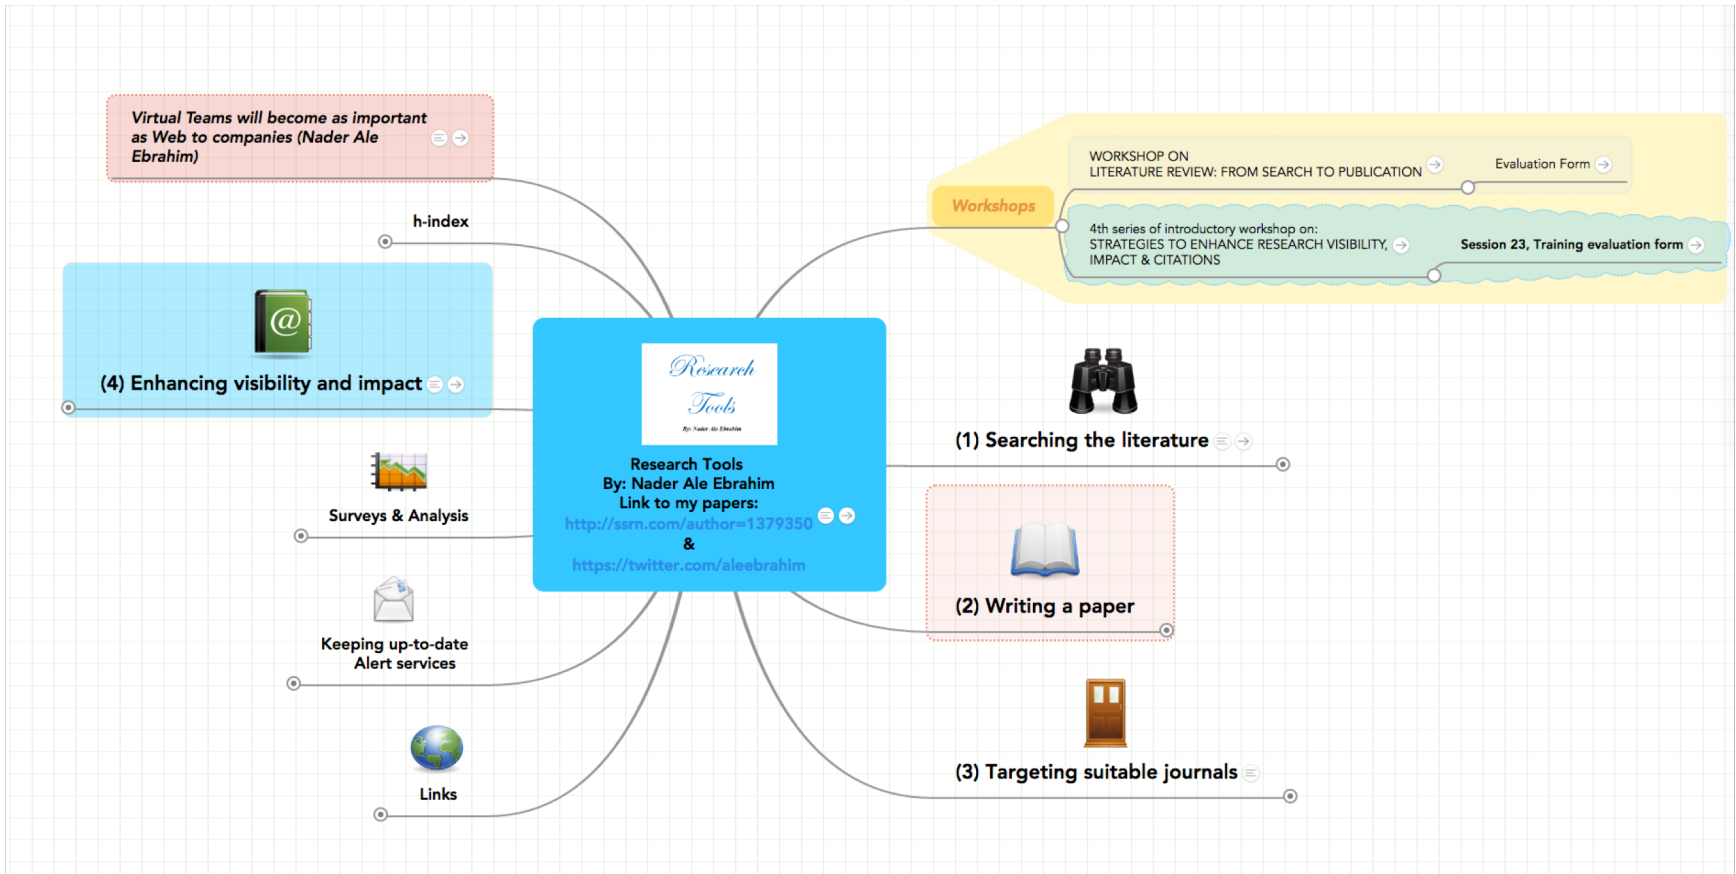 Virtual Teams will become as important
as Web to companies (Nader Ale
Ebrahim)
h-index
@
(4) Enhancing visibility and impact
Surveys & Analysis
Keeping up-to-date
Alert services
Links
Research
Tools
By: Nader Ale Ebrahim
Research Tools
By: Nader Ale Ebrahim
Link to my papers:
http://ssrn.com/author=1379350
&
https://twitter.com/aleebrahim
Workshops
WORKSHOP ON
LITERATURE REVIEW: FROM SEARCH TO PUBLICATION
Evaluation Form
4th series of introductory workshop on:
STRATEGIES TO ENHANCE RESEARCH VISIBILITY,
IMPACT & CITATIONS
Session 23, Training evaluation form
(1) Searching the literature
(2) Writing a paper
(3) Targeting suitable journals